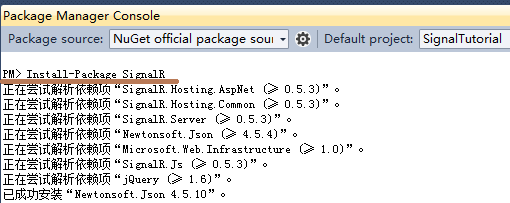 Package Manager Console
Package source: NuGet official package sour Default project: SignalTutorial
PM> Install-Package SignalR
正在尝试解析依赖项“SignalR.Hosting.AspNet (≥ 0.5.3)”。
正在尝试解析依赖项“SignalR.Hosting.Common (≥ 0.5.3)”。
正在尝试解析依赖项“SignalR.Server (≥ 0.5.3)”。
正在尝试解析依赖项“Newtonsoft.Json (≥ 4.5.4)”。
正在尝试解析依赖项“Microsoft.Web.Infrastructure (≥ 1.0)”。
正在尝试解析依赖项“SignalR.Js (≥ 0.5.3)”。
正在尝试解析依赖项“jQuery (≥ 1.6)”。
已成功安装“Newtonsoft.Json 4.5.10”。